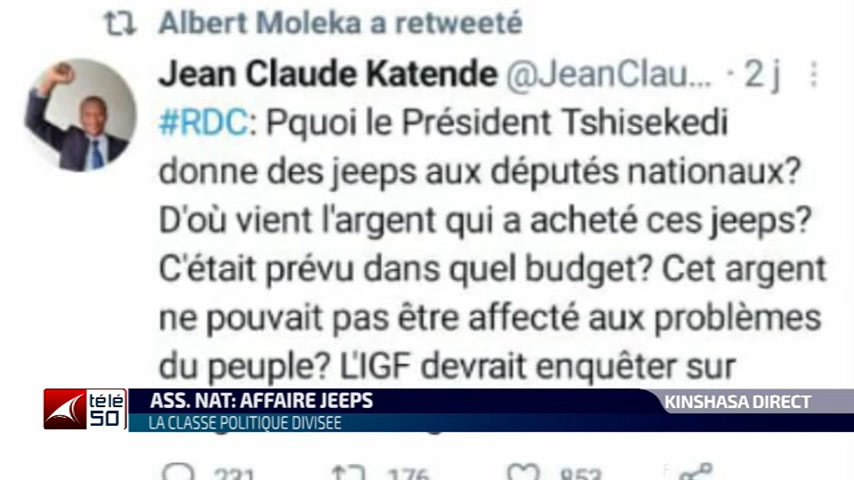 Albert Moleka a retweeté
Jean Claude Katende @JeanClau... · 2 j
#RDC: Pquoi le Président Tshisekedi
donne des jeeps aux députés nationaux?
D'où vient l'argent qui a acheté ces jeeps?
C'était prévu dans quel budget? Cet argent
ne pouvait pas être affecté aux problèmes
du peuple? L'IGF devrait enquêter sur
télé 50
ASS. NAT: AFFAIRE JEEPS
KINSHASA DIRECT
LA CLASSE POLITIQUE DIVISEE
231 176 853